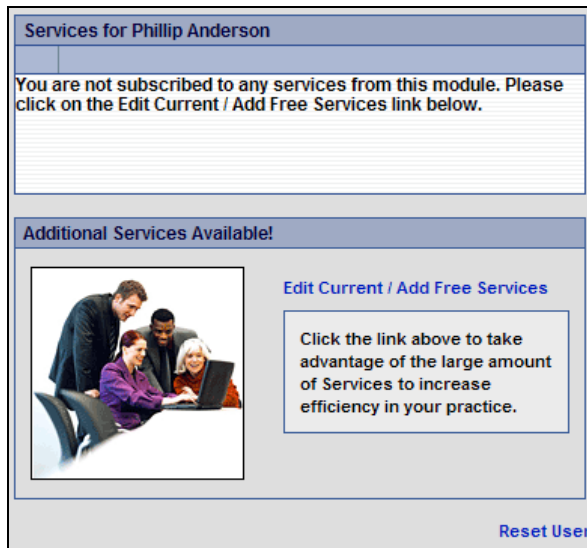 Services for Phillip Anderson
You are not subscribed to any services from this module. Please
click on the Edit Current / Add Free Services link below.
Additional Services Available!
Edit Current / Add Free Services
Click the link above to take
advantage of the large amount
of Services to increase
efficiency in your practice.
Reset User